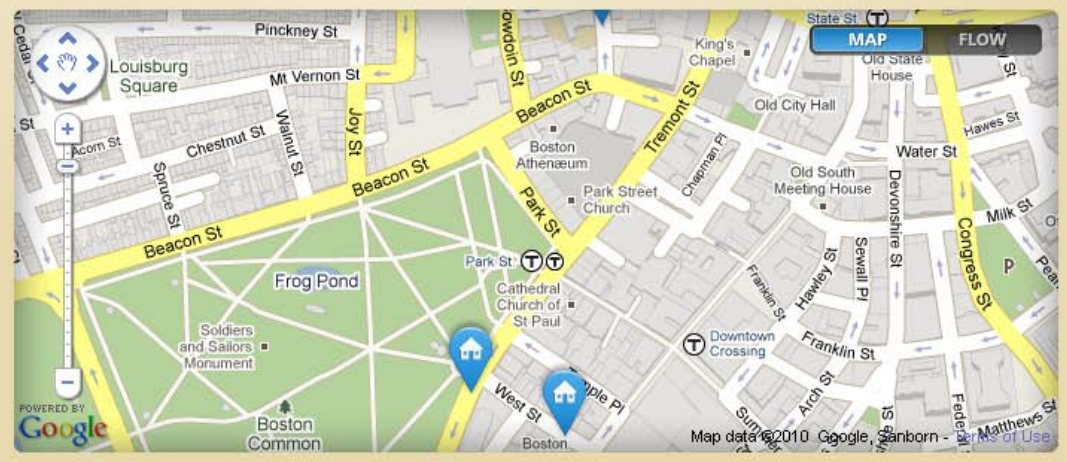 State St
MAP
FLOW
Pinckney St
King's
Chapel
Old State
House
Louisburg
Square
Mt Vernon St
Beacon St
Tremont St
Old City Hall
Hawes St
St
Acorn St
Chestnut St
Walnut St
Joy St
Boston
Athenæum
Chapman Pl
Water St
Spruce St
Beacon St
Park Street
Church
Old South
Meeting House
Devonshire St
Milk St
Park St
Beacon St
Sewall Pl
Congress St
Hawley St
Park St
Frog Pond
Cathedral
Church of
St Paul
Franklin St
P
Soldiers
and Sailors
Monument
Downtown
Crossing
Franklin St
Arch St
West St
POWERED BY
Google
Boston
Common
Boston
Matthews St
Map data ©2010 Google, Sanborn - Terms of Use